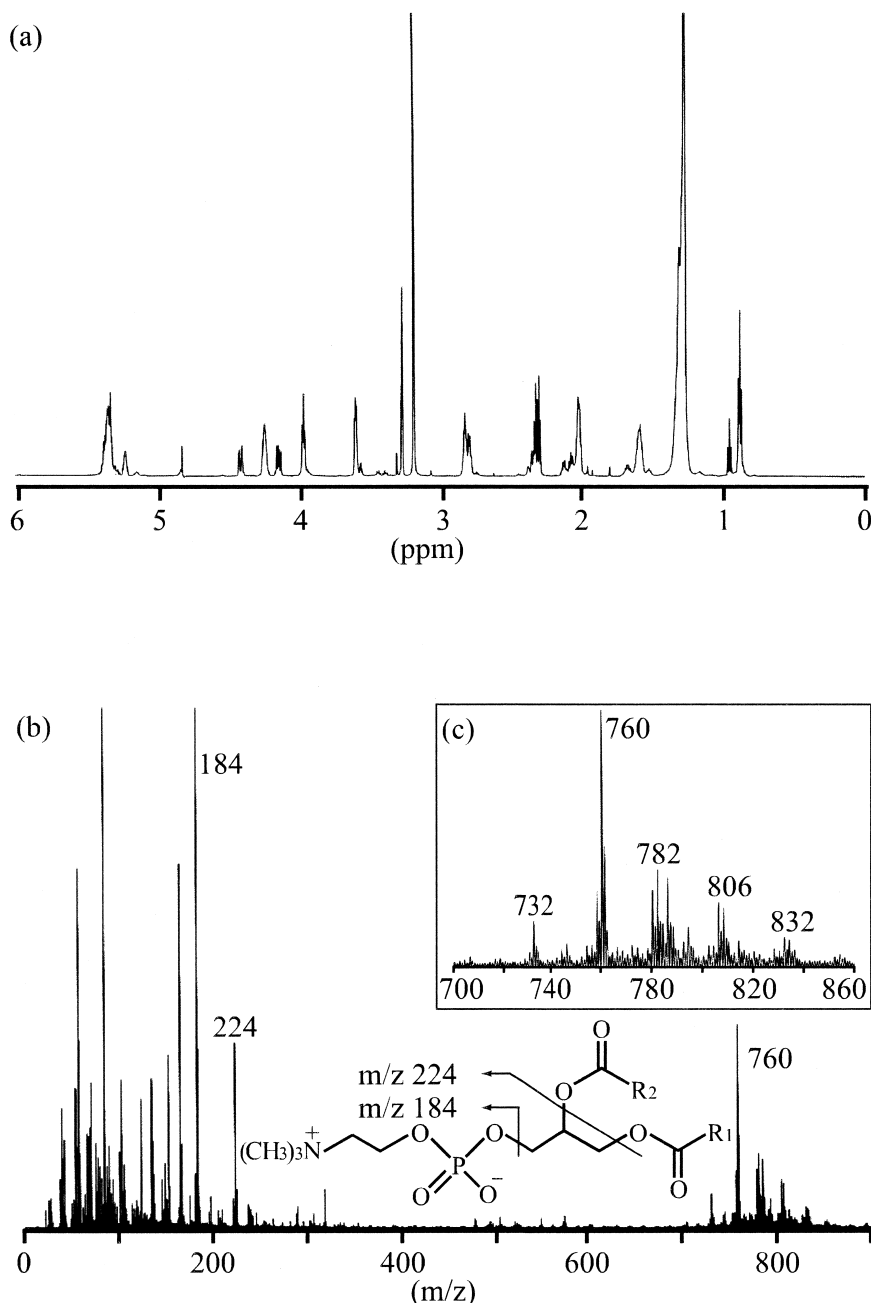 (a)
6 5 4 3 2 1 0
(ppm)
(b)
184
224
(c)
760
732
782
806
832
700 740 780 820 860
760
m/z 224
m/z 184
O
O
R₂
(CH₃)₃N
+
O
O
P
O
O
−
O
R₁
O
0 200 400 600 800
(m/z)